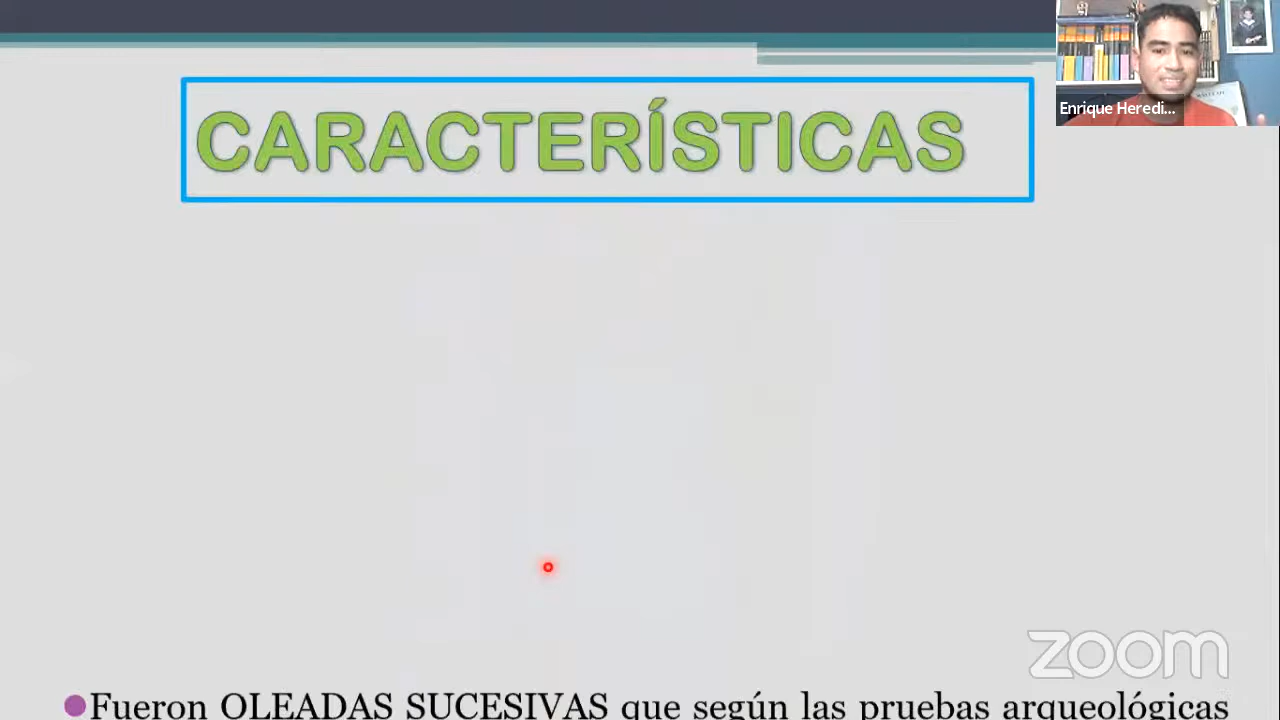 CARACTERÍSTICAS
Enrique Heredi...
zoom
Fueron OLEADAS SUCESIVAS que según las pruebas arqueológicas